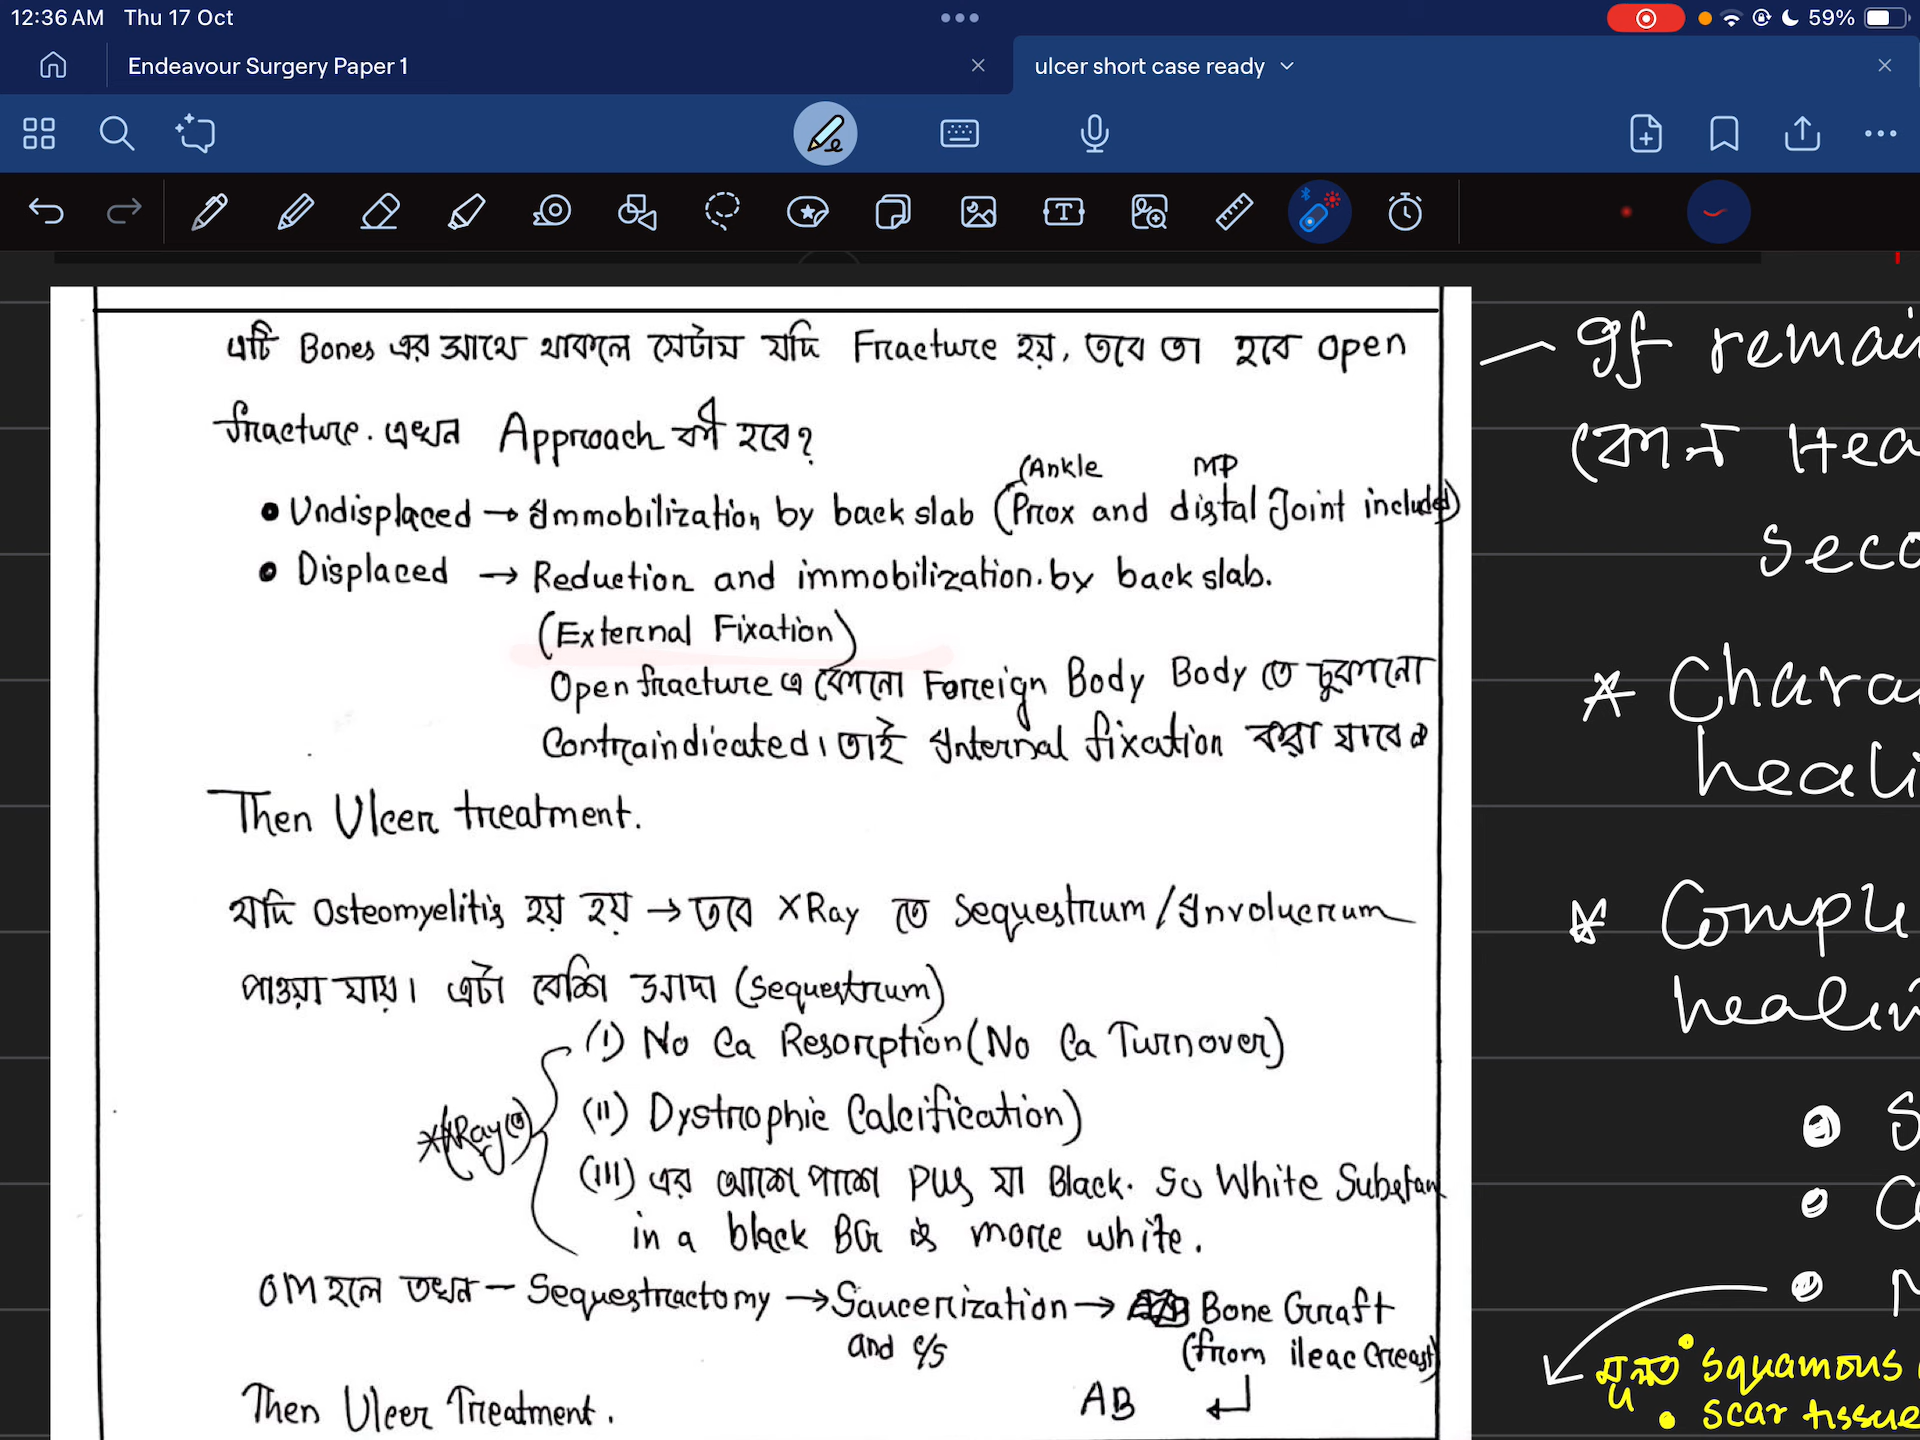 12:36 AM Thu 17 Oct
59%
Endeavour Surgery Paper 1
ulcer short case ready
এটি Bones এর সাথে থাকলে সেটায় যদি Fracture হয়, তবে তা হবে open
fracture. এখন Approach কী হবে?
(Ankle MP
• Undisplaced → Immobilization by back slab (Prox and distal Joint included)
• Displaced → Reduction and immobilization. by back slab.
(External Fixation)
Open fracture এ কোনো Foreign Body Body তে ঢুকানো
Contraindicated। তাই Internal fixation করা যাবে না
Then Ulcer treatment.
যদি Osteomyelitis হয় হয় → তবে XRay তে Sequestrum/Involucrum
পাওয়া যায়। এটা বেশি সাদা (Sequestrum)
(I) No Ca Resorption (No Ca Turnover)
(II) Dystrophic Calcification)
(III) এর আশে পাশে PUS যা Black. So White Substan
in a black BG is more white.
OM হলে তখন – Sequestractomy → Saucerization → Bone Graft
and c/s (from ileac Creast)
AB
Then Ulcer Treatment.
If remai
কোন Hea
seco
* Chara
heali
* Comple
healin
• S
• C
• M
• squamous
• scar tissue